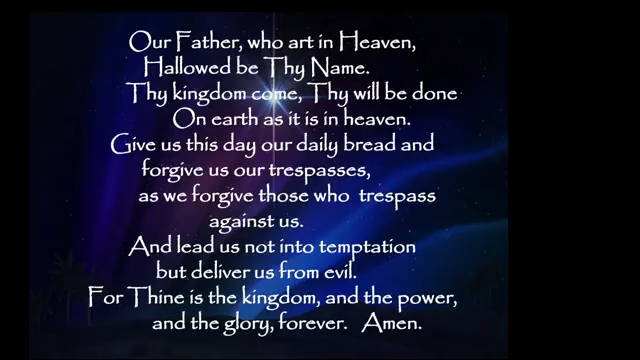 Our Father, who art in Heaven,
Hallowed be Thy Name.
Thy kingdom come, Thy will be done
On earth as it is in heaven.
Give us this day our daily bread and
forgive us our trespasses,
as we forgive those who trespass
against us.
And lead us not into temptation
but deliver us from evil.
For Thine is the kingdom, and the power,
and the glory, forever. Amen.